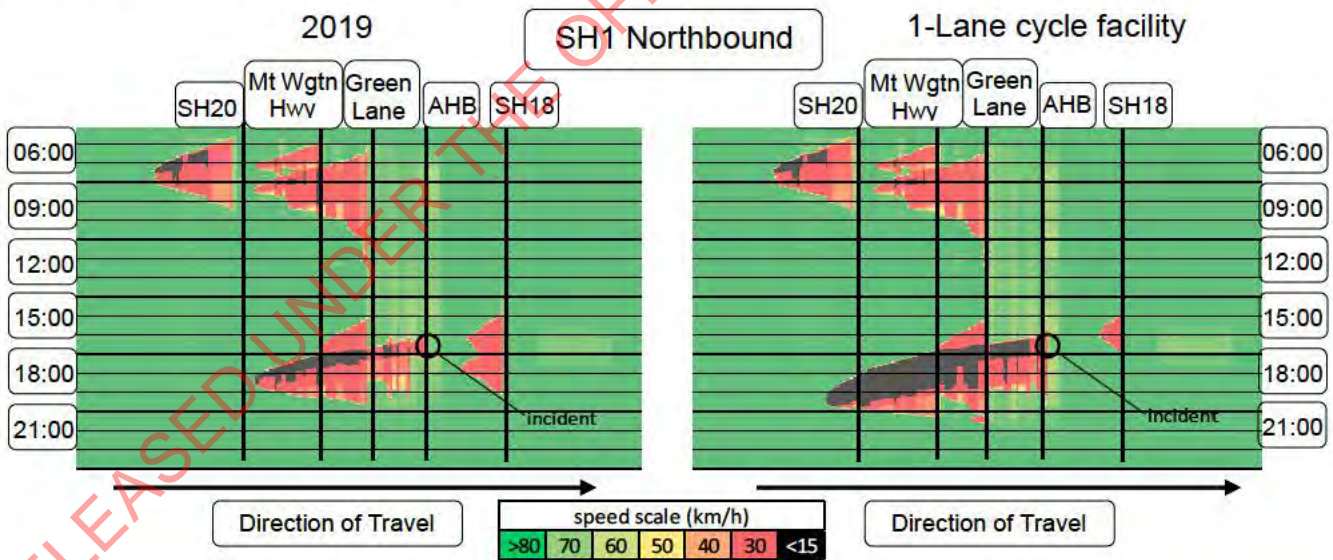 2019
SH1 Northbound
1-Lane cycle facility
SH20
Mt Wgtn
Hwy
Green
Lane
AHB
SH18
SH20
Mt Wgtn
Hwy
Green
Lane
AHB
SH18
06:00
09:00
12:00
15:00
18:00
21:00
06:00
09:00
12:00
15:00
18:00
21:00
incident
Incident
Direction of Travel
Direction of Travel
speed scale (km/h)
>80 70 60 50 40 30 <15
RELEASED UNDER THE OF